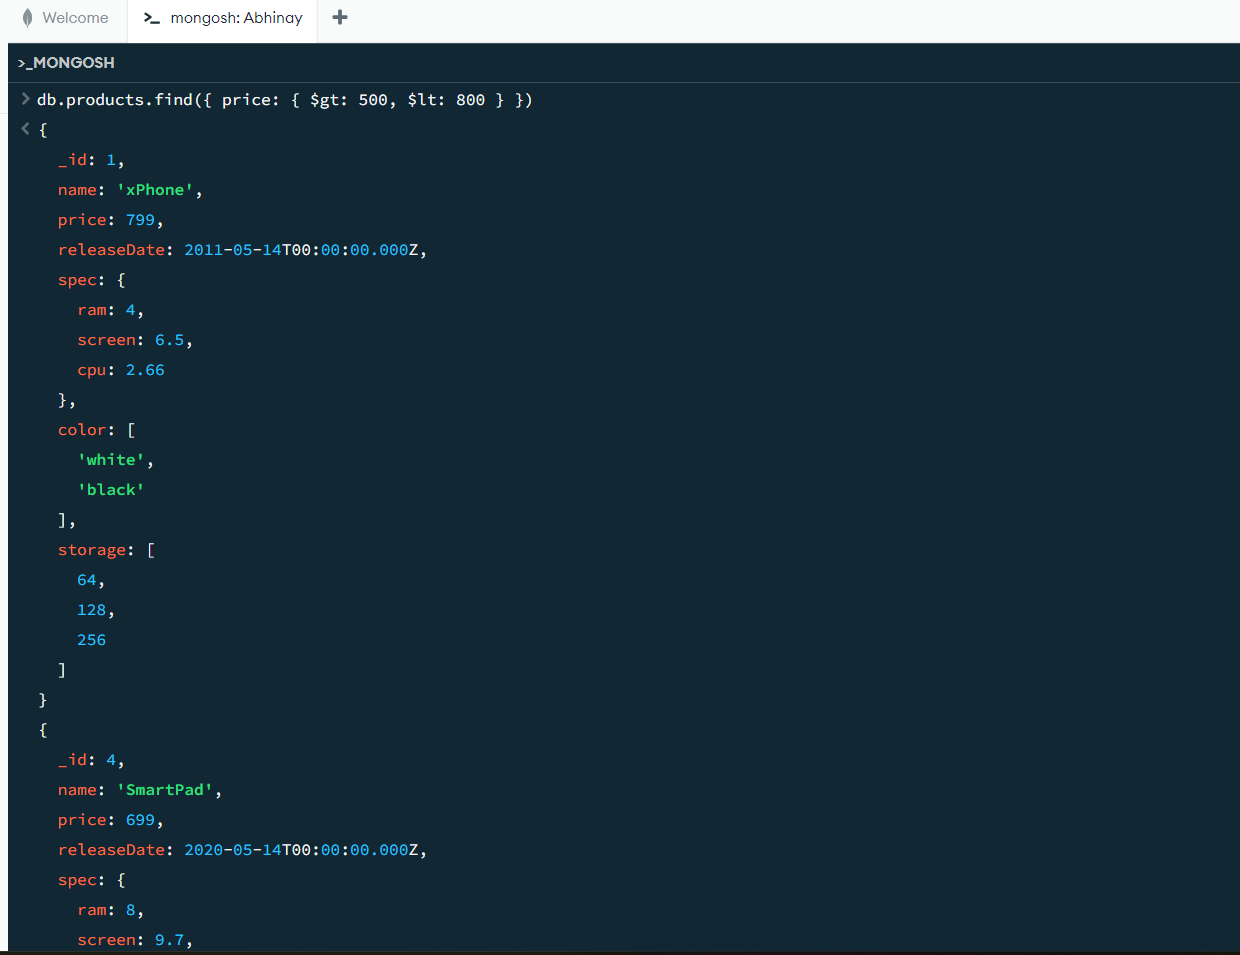 Welcome
>_ mongosh: Abhinay +
>_MONGOSH
> db.products.find({ price: { $gt: 500, $lt: 800 } })
< {
_id: 1,
name: 'xPhone',
price: 799,
releaseDate: 2011-05-14T00:00:00.000Z,
spec: {
ram: 4,
screen: 6.5,
cpu: 2.66
},
color: [
'white',
'black'
],
storage: [
64,
128,
256
]
}
{
_id: 4,
name: 'SmartPad',
price: 699,
releaseDate: 2020-05-14T00:00:00.000Z,
spec: {
ram: 8,
screen: 9.7,